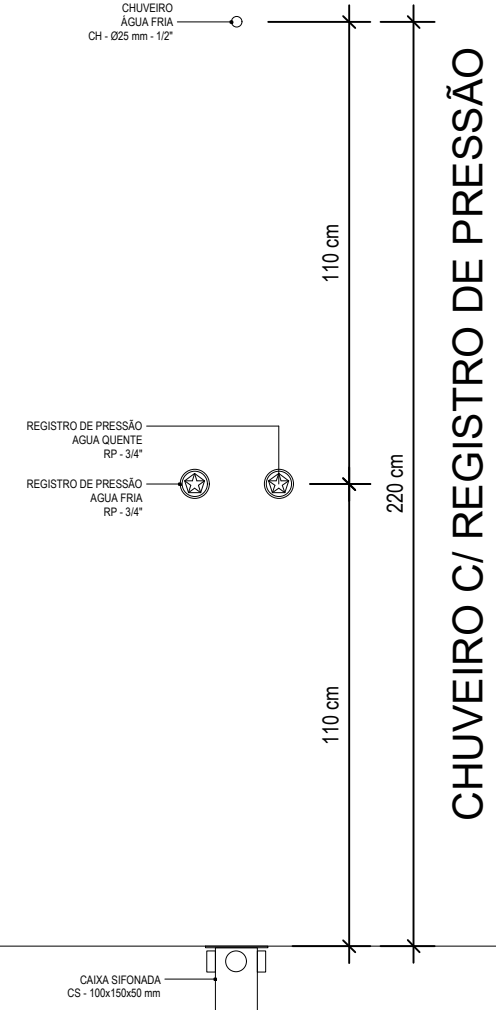 CHUVEIRO
ÁGUA FRIA
CH - Ø25 mm - 1/2"
110 cm
REGISTRO DE PRESSÃO
AGUA QUENTE
RP - 3/4"
REGISTRO DE PRESSÃO
AGUA FRIA
RP - 3/4"
220 cm
110 cm
CAIXA SIFONADA
CS - 100x150x50 mm
CHUVEIRO C/ REGISTRO DE PRESSÃO